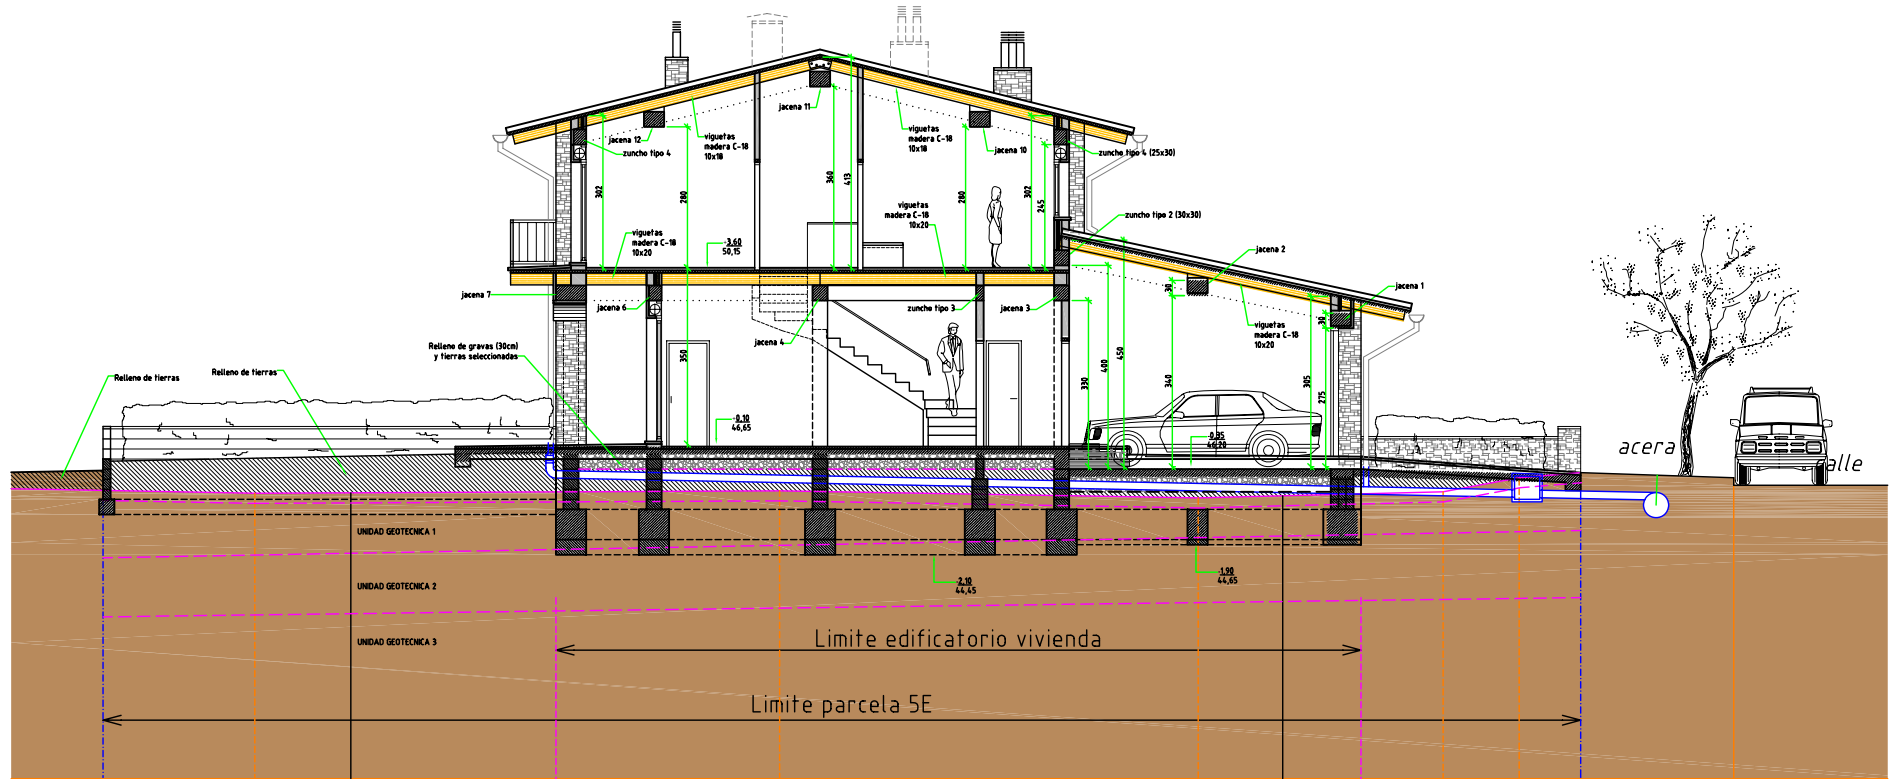 jacena 11
jacena 12
zuncho tipo 4
viguetas
madera C-18
10x18
viguetas
madera C-18
10x18
jacena 10
zuncho tipo 4 (25x30)
302
280
360
413
280
302
245
viguetas
madera C-18
10x20
viguetas
madera C-18
10x20
-3,60
50,15
zuncho tipo 2 (30x30)
jacena 2
jacena 1
jacena 7
jacena 6
jacena 4
zuncho tipo 3
jacena 3
30
30
viguetas
madera C-18
10x20
350
330
400
450
340
305
275
Relleno de gravas (30cm)
y tierras seleccionadas
Relleno de tierras
Relleno de tierras
-0,10
46,65
-0,95
46,20
acera
alle
UNIDAD GEOTECNICA 1
UNIDAD GEOTECNICA 2
UNIDAD GEOTECNICA 3
-2,10
44,45
-1,90
44,65
Limite edificatorio vivienda
Limite parcela 5E